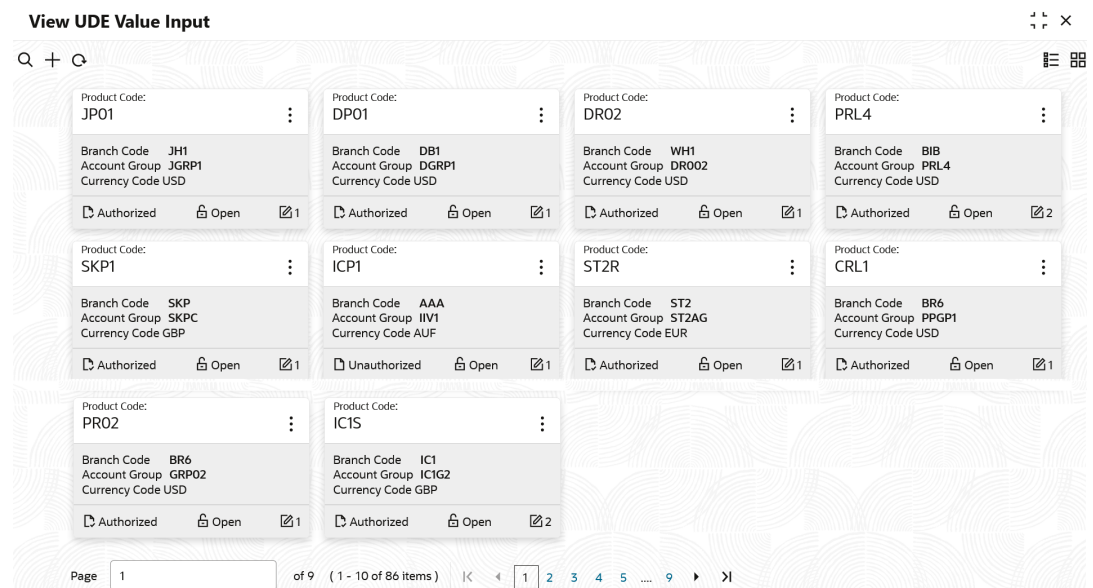 View UDE Value Input
Product Code:
JP01
Branch Code JH1
Account Group JGRP1
Currency Code USD
Authorized Open 1
Product Code:
DP01
Branch Code DB1
Account Group DGRP1
Currency Code USD
Authorized Open 1
Product Code:
DR02
Branch Code WH1
Account Group DR002
Currency Code USD
Authorized Open 1
Product Code:
PRL4
Branch Code BIB
Account Group PRL4
Currency Code USD
Authorized Open 2
Product Code:
SKP1
Branch Code SKP
Account Group SKPC
Currency Code GBP
Authorized Open 1
Product Code:
ICP1
Branch Code AAA
Account Group IIV1
Currency Code AUF
Unauthorized Open 1
Product Code:
ST2R
Branch Code ST2
Account Group ST2AG
Currency Code EUR
Authorized Open 1
Product Code:
CRL1
Branch Code BR6
Account Group PPGP1
Currency Code USD
Authorized Open 1
Product Code:
PR02
Branch Code BR6
Account Group GRP02
Currency Code USD
Authorized Open 1
Product Code:
IC1S
Branch Code IC1
Account Group IC1G2
Currency Code GBP
Authorized Open 2
Page 1 of 9 ( 1 - 10 of 86 items ) 1 2 3 4 5 .... 9